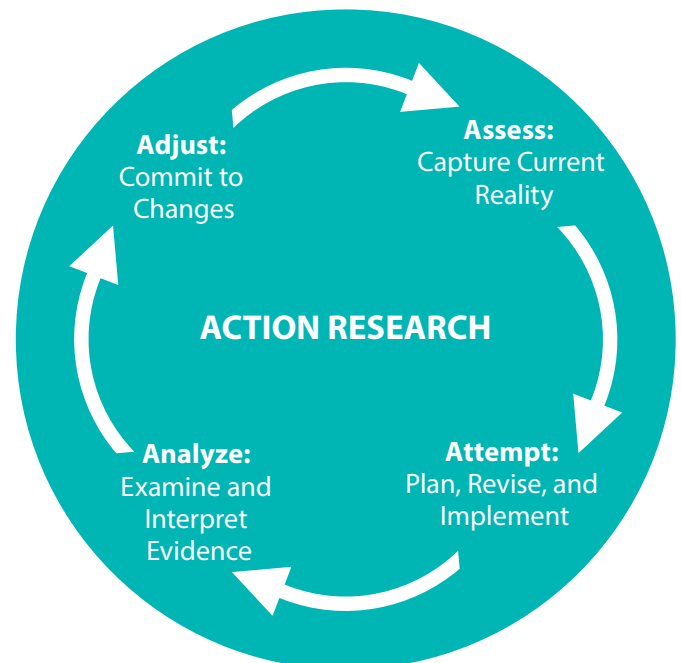 Adjust:
Commit to
Changes
Assess:
Capture Current
Reality
ACTION RESEARCH
Analyze:
Examine and
Interpret
Evidence
Attempt:
Plan, Revise, and
Implement